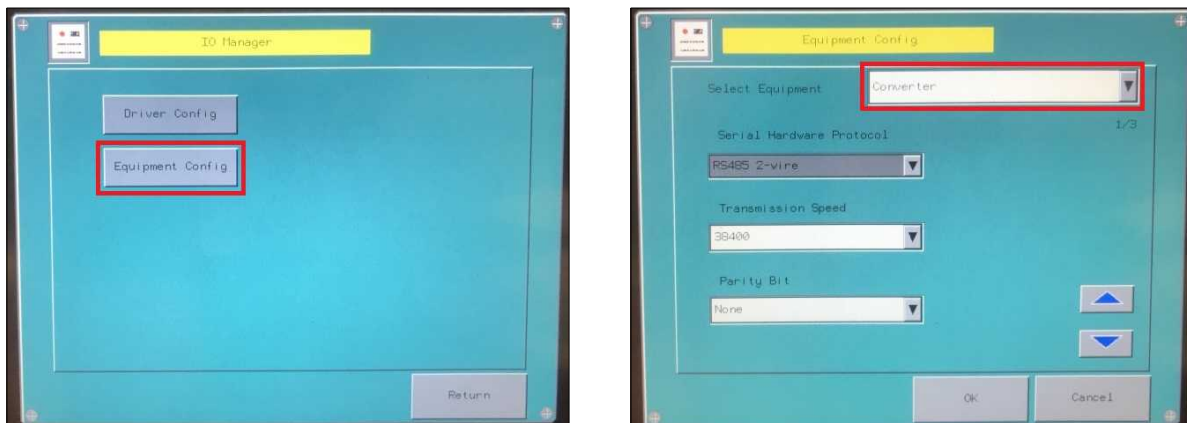 IO Manager
Driver Config
Equipment Config
Return
Equipment Config
Select Equipment
Converter
1/3
Serial Hardware Protocol
RS485 2-wire
Transmission Speed
38400
Parity Bit
None
OK
Cancel